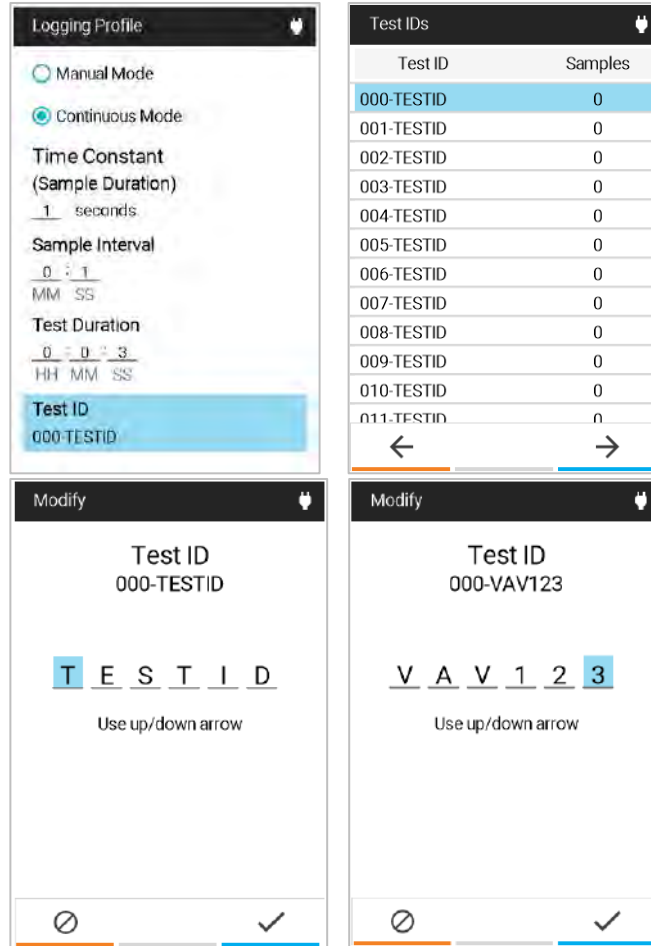 Logging Profile
Manual Mode
Continuous Mode
Time Constant
(Sample Duration)
1 seconds
Sample Interval
0 : 1
MM SS
Test Duration
0 : 0 : 3
HH MM SS
Test ID
000-TESTID
Test IDs
Test ID Samples
000-TESTID 0
001-TESTID 0
002-TESTID 0
003-TESTID 0
004-TESTID 0
005-TESTID 0
006-TESTID 0
007-TESTID 0
008-TESTID 0
009-TESTID 0
010-TESTID 0
011-TESTID 0
Modify
Test ID
000-TESTID
T E S T I D
Use up/down arrow
Modify
Test ID
000-VAV123
V A V 1 2 3
Use up/down arrow